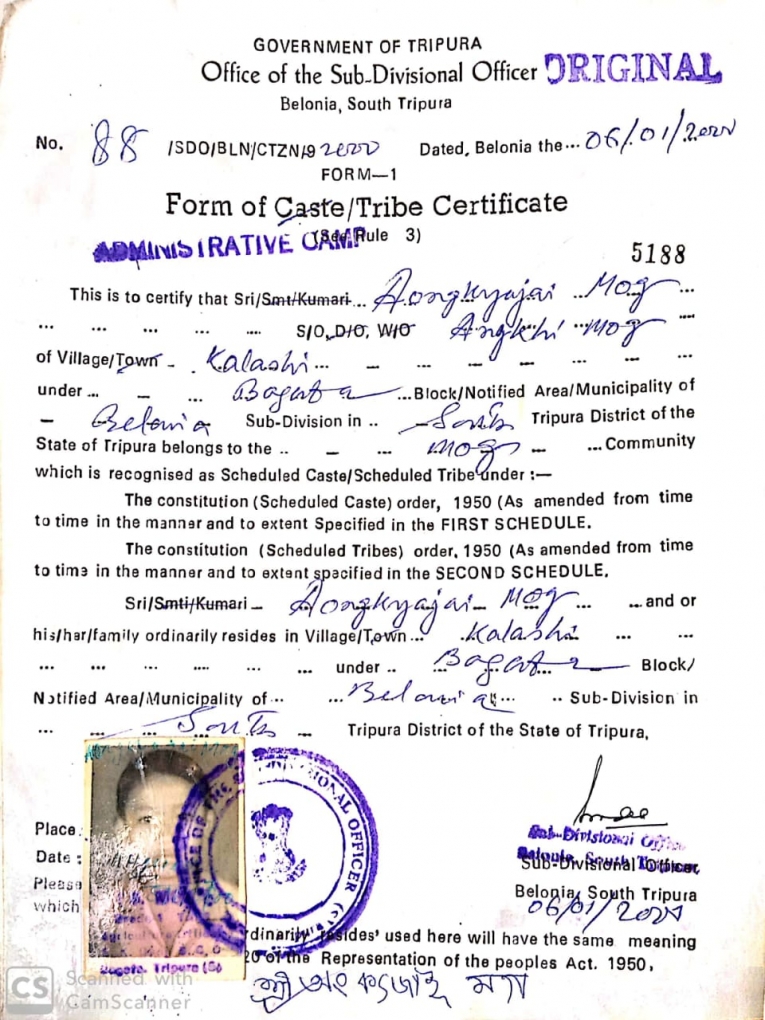 GOVERNMENT OF TRIPURA
Office of the Sub-Divisional Officer ORIGINAL
Belonia, South Tripura
No. 88 /SDO/BLN/CTZN/9 2000 Dated, Belonia the... 06/01/2000
FORM—1
Form of Caste/Tribe Certificate
(See Rule 3)
ADMINISTRATIVE CAMP
5188
This is to certify that Sri/Smt/Kumari... Aongkyajai Mog
S/O, D/O, W/O Angkhi Mog
of Village/Town - Kalashi
under ... Bagafa ...Block/Notified Area/Municipality of
Belonia Sub-Division in .. South Tripura District of the
State of Tripura belongs to the .. Mog ... Community
which is recognised as Scheduled Caste/Scheduled Tribe under :—
The constitution (Scheduled Caste) order, 1950 (As amended from time
to time in the manner and to extent Specified in the FIRST SCHEDULE.
The constitution (Scheduled Tribes) order, 1950 (As amended from time
to time in the manner and to extent specified in the SECOND SCHEDULE.
Sri/Smti/Kumari — Aongkyajai Mog ...and or
his/her/family ordinarily resides in Village/Town... Kalashi
under .. Bagafa Block/
Notified Area/Municipality of ... Belonia .. Sub-Division in
South Tripura District of the State of Tripura,
Place
Date :
Please
which
SUB-DIVISIONAL OFFICER
Sub-Divisional Officer
Belonia, South Tripura
Sub-Divisional Officer
Belonia, South Tripura
06/01/2000
ordinarily resides' used here will have the same meaning
20 of the Representation of the peoples Act. 1950,
Bagafa, Tripura (S)
শ্রী অং ক্যজাই মগ
CS Scanned with
CamScanner